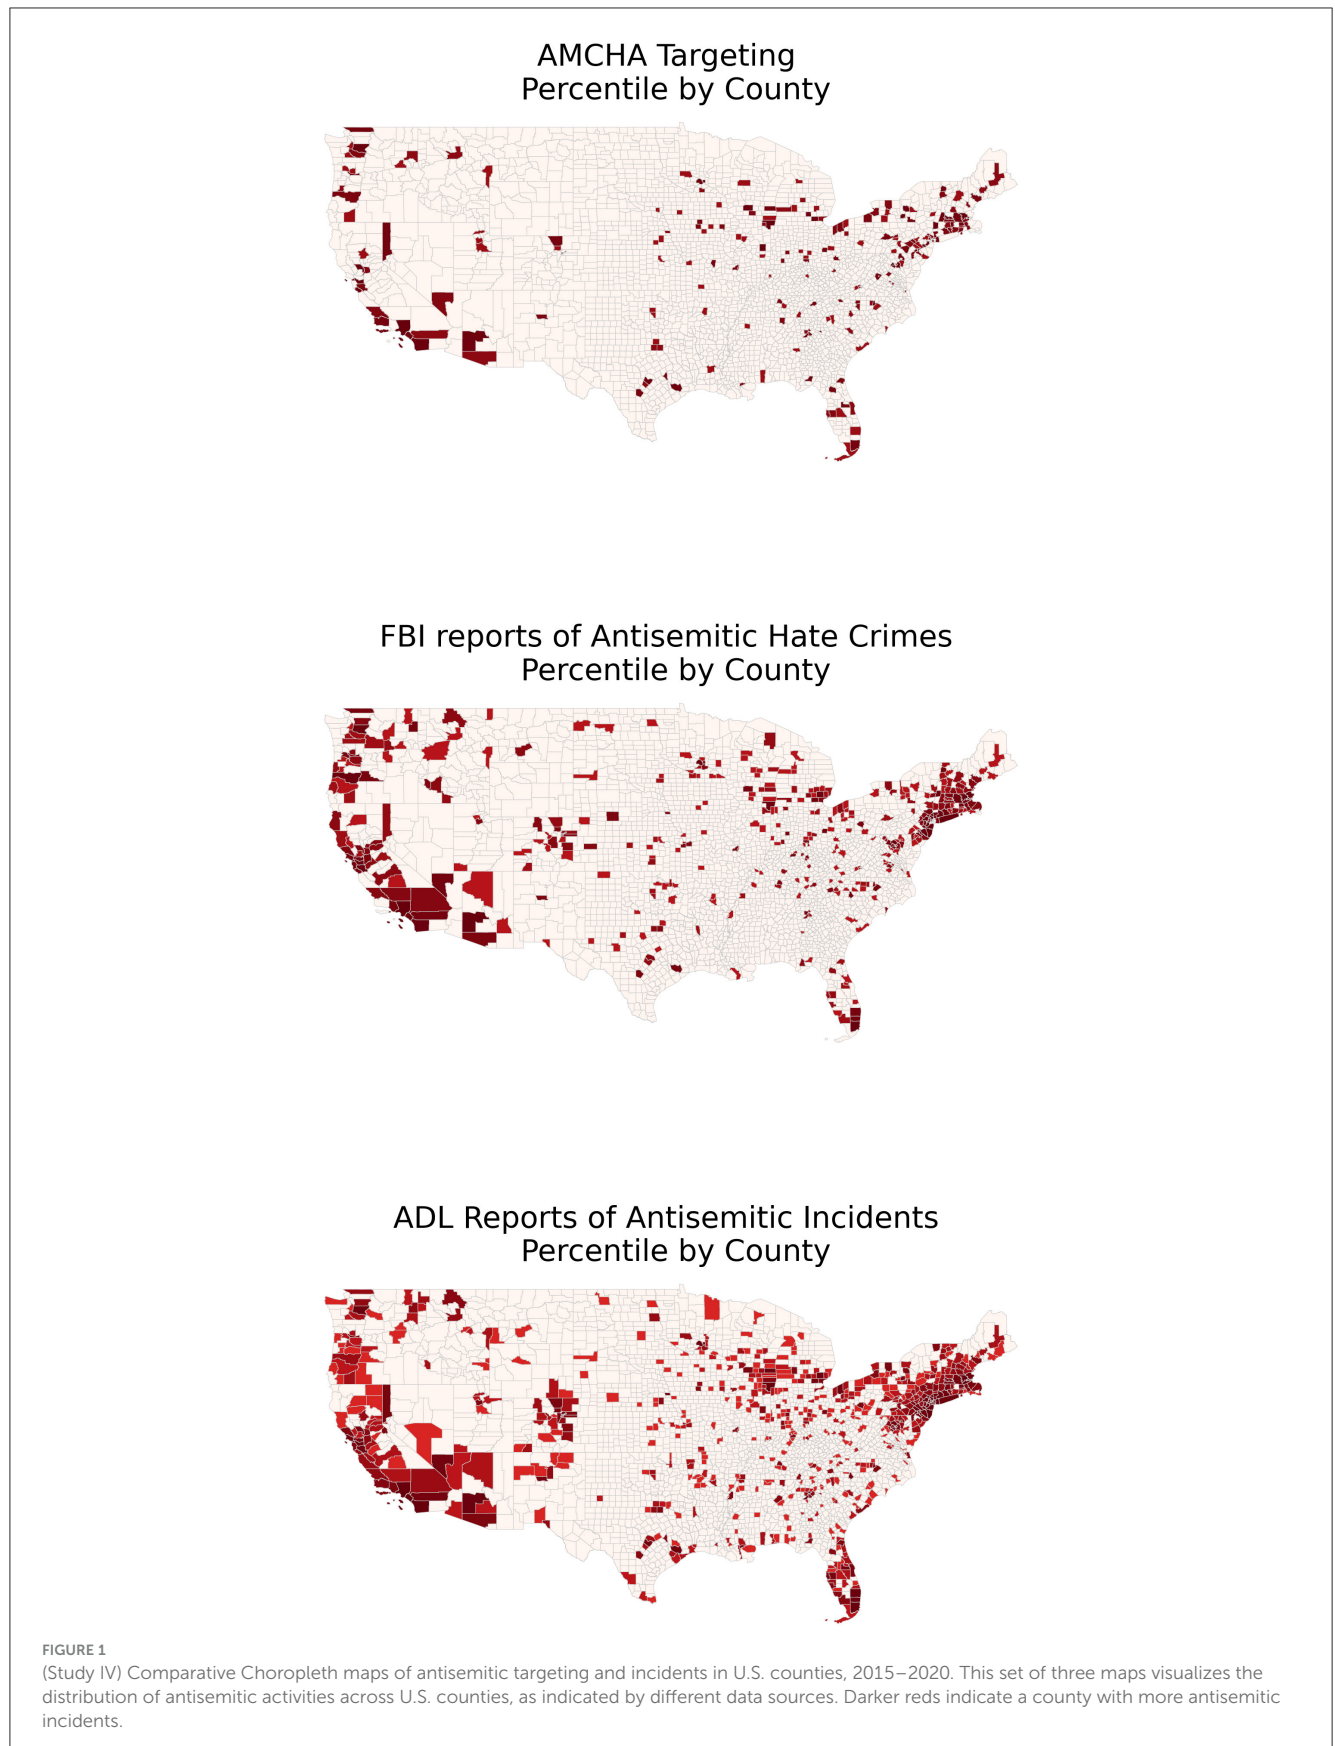 AMCHA Targeting
Percentile by County
FBI reports of Antisemitic Hate Crimes
Percentile by County
ADL Reports of Antisemitic Incidents
Percentile by County
FIGURE 1
(Study IV) Comparative Choropleth maps of antisemitic targeting and incidents in U.S. counties, 2015–2020. This set of three maps visualizes the
distribution of antisemitic activities across U.S. counties, as indicated by different data sources. Darker reds indicate a county with more antisemitic
incidents.